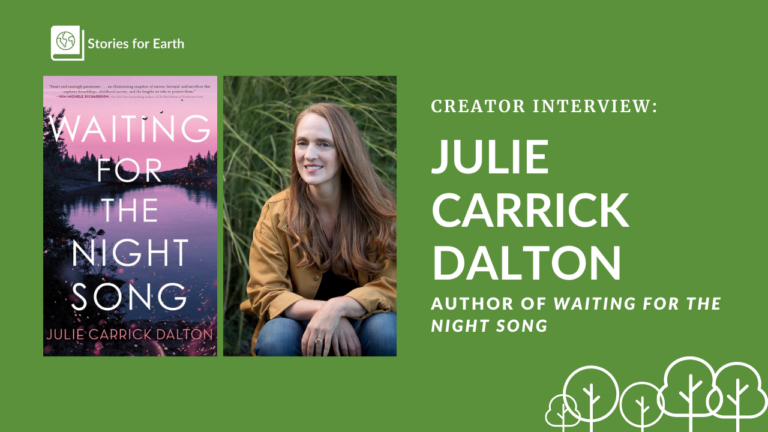 Stories for Earth
WAITING
FOR
THE
NIGHT
SONG
JULIE CARRICK DALTON
CREATOR INTERVIEW:
JULIE
CARRICK
DALTON
AUTHOR OF WAITING FOR THE
NIGHT SONG